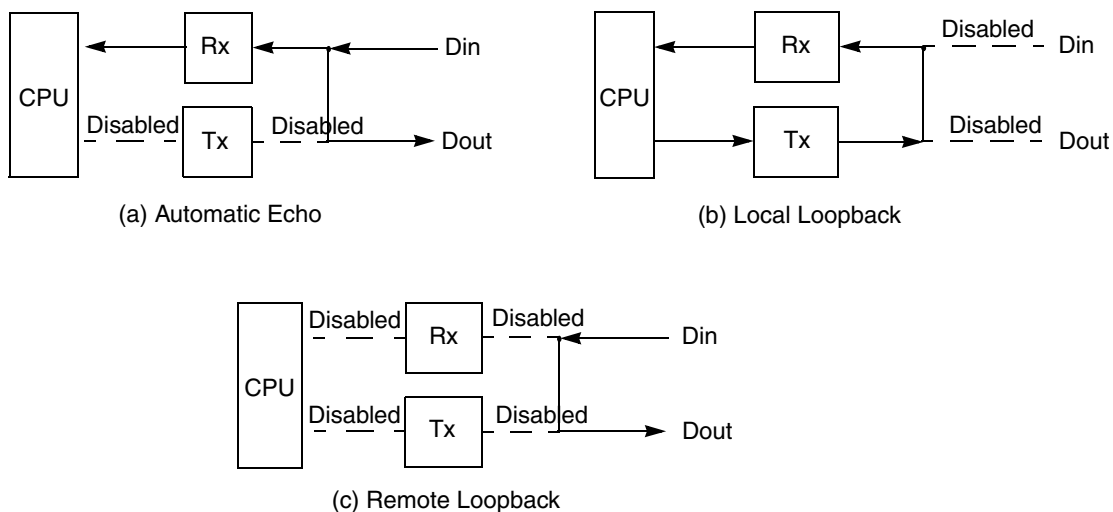 Rx
Din
CPU
Disabled
Tx
Disabled
Dout
(a) Automatic Echo
Rx
Disabled
Din
CPU
Tx
Disabled
Dout
(b) Local Loopback
Disabled
Rx
Disabled
Din
CPU
Disabled
Tx
Disabled
Dout
(c) Remote Loopback